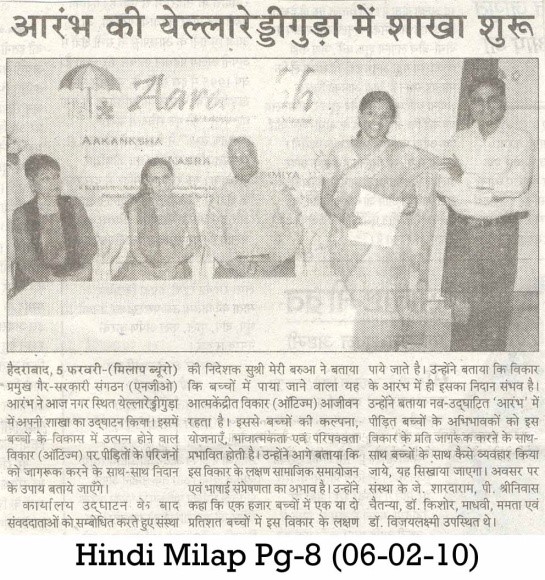 आरंभ की येल्लारेड्डीगुडा में शाखा शुरू
Aara h
AAKANKSHA
AASRA
MIYA
हैदराबाद, 5 फरवरी-(मिलाप ब्यूरो)
प्रमुख गैर-सरकारी संगठन (एनजीओ)
आरंभ ने आज नगर स्थित येल्लारेड्डीगुडा
में अपनी शाखा का उद्घाटन किया। इसमें
बच्चों के विकास में उत्पन होने वाल
विकार (ऑटिज्म) पर पीड़ितों के परिजनों
को जागरूक करने के साथ-साथ निदान
के उपाय बताये जाएँगे।
कार्यालय उद्घाटन के बाद
संवददाताओं को सम्बोधित करते हुए संस्था
की निदेशक सुश्री मेरी बरुआ ने बताया
कि बच्चों में पाया जाने वाला यह
आत्मकेंद्रीत विकार (ऑटिज्म) आजीवन
रहता है। इससे बच्चों की कल्पना,
योजनाएँ, भावात्मकता एवं परिपक्वता
प्रभावित होती है। उन्होंने आगे बताया कि
इस विकार के लक्षण सामाजिक समायोजन
एवं भाषाई संप्रेषणता का अभाव है। उन्होंने
कहा कि एक हजार बच्चों में एक या दो
प्रतिशत बच्चों में इस विकार के लक्षण
पाये जाते है। उन्होंने बताया कि विकार
के आरंभ में ही इसका निदान संभव है।
उन्होंने बताया नव-उद्घाटित 'आरंभ' में
पीड़ित बच्चों के अभिभावकों को इस
विकार के प्रति जागरूक करने के साथ-
साथ बच्चों के साथ कैसे व्यवहार किया
जाये, यह सिखाया जाएगा। अवसर पर
संस्था के जे. शारदाराम, पी. श्रीनिवास
चैतन्या, डॉ. किशोर, माधवी, ममता एवं
डॉ. विजयलक्ष्मी उपस्थित थे।
Hindi Milap Pg-8 (06-02-10)